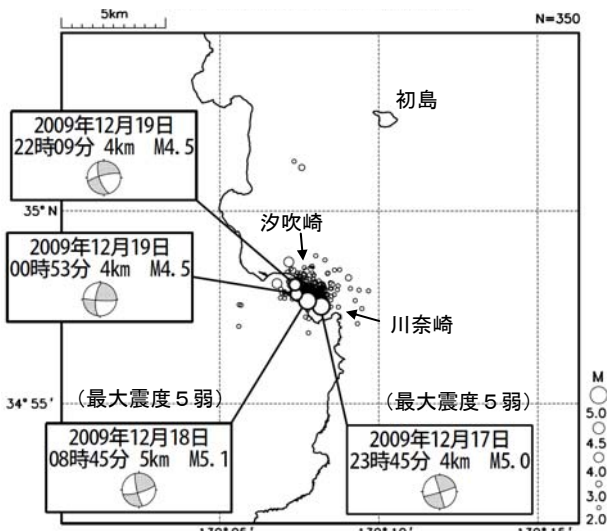 5km
N=350
初島
2009年12月19日
22時09分 4km M4.5
35° N
汐吹崎
2009年12月19日
00時53分 4km M4.5
川奈崎
(最大震度５弱)
(最大震度５弱)
34°55'
2009年12月18日
08時45分 5km M5.1
2009年12月17日
23時45分 4km M5.0
M
5.0
4.5
4.0
3.0
2.0